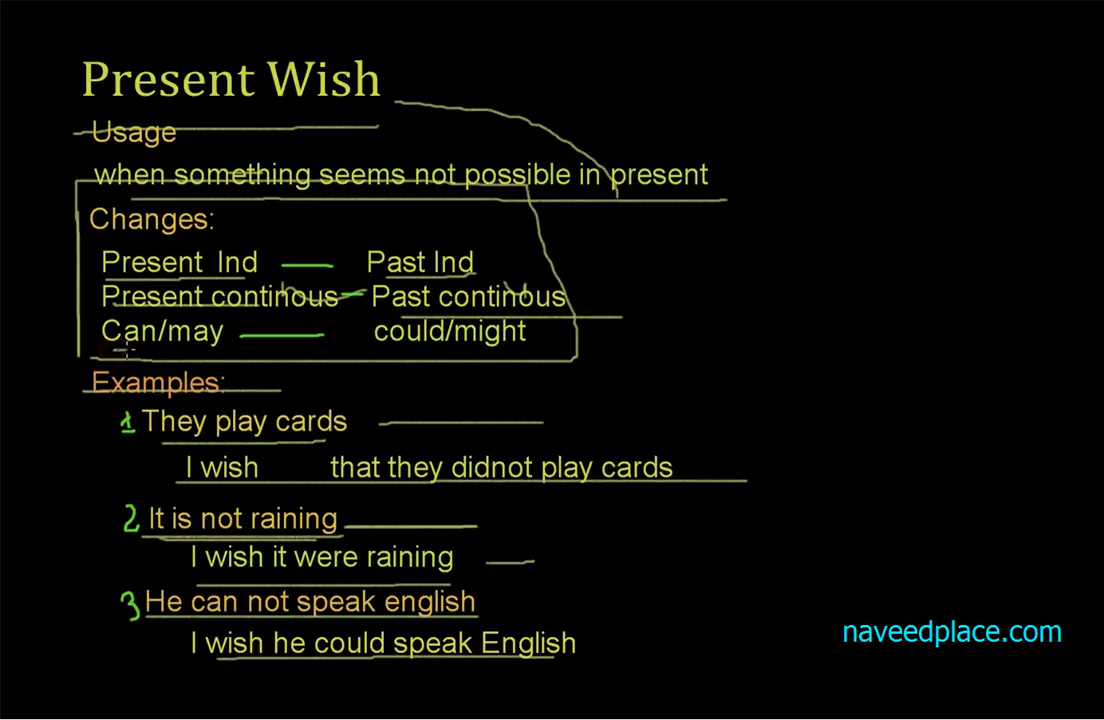 Present Wish
Usage
when something seems not possible in present
Changes:
Present Ind Past Ind
Present continous Past continous
Can/may could/might
Examples:
1 They play cards
I wish that they didnot play cards
2 It is not raining
I wish it were raining
3 He can not speak english
I wish he could speak English
naveedplace.com